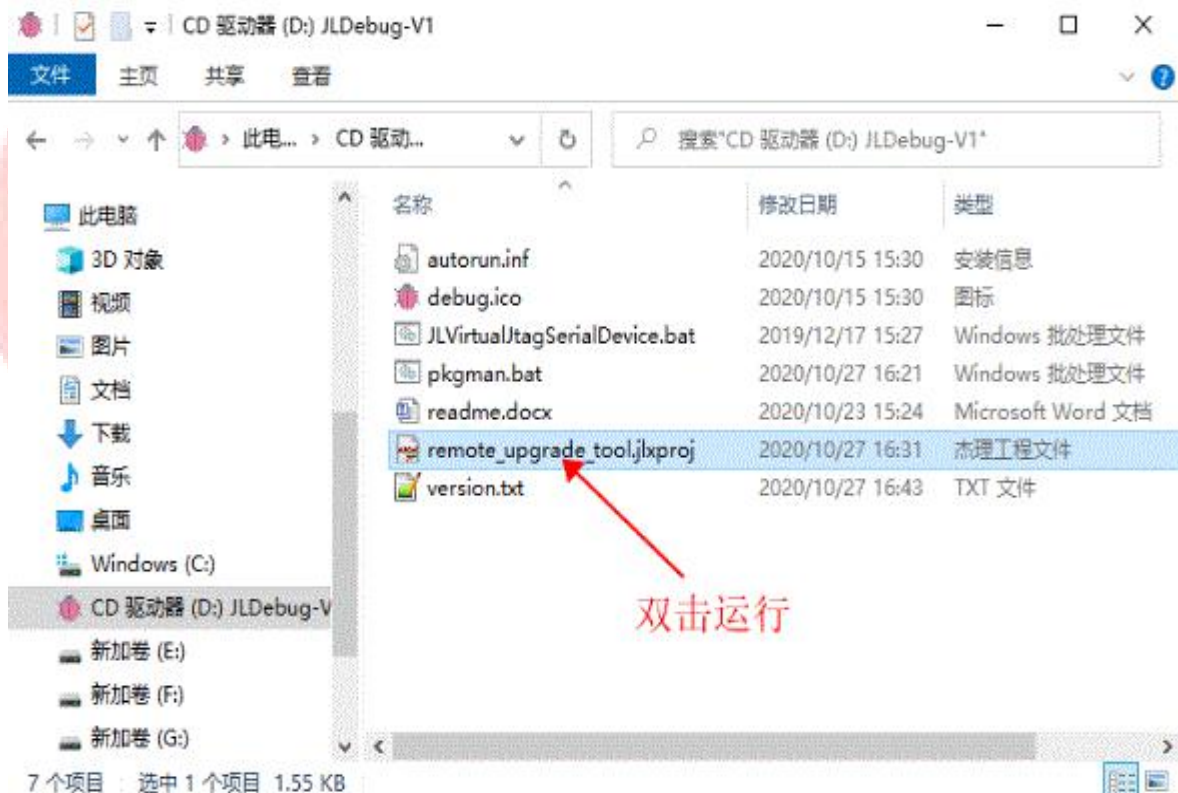 CD 驱动器 (D:) JLDebug-V1
文件 主页 共享 查看
此电... › CD 驱动... 搜索"CD 驱动器 (D:) JLDebug-V1"
此电脑
3D 对象
视频
图片
文档
下载
音乐
桌面
Windows (C:)
CD 驱动器 (D:) JLDebug-V
新加卷 (E:)
新加卷 (F:)
新加卷 (G:)
名称 修改日期 类型
autorun.inf 2020/10/15 15:30 安装信息
debug.ico 2020/10/15 15:30 图标
JLVirtualJtagSerialDevice.bat 2019/12/17 15:27 Windows 批处理文件
pkgman.bat 2020/10/27 16:21 Windows 批处理文件
readme.docx 2020/10/23 15:24 Microsoft Word 文档
remote_upgrade_tool.jlxproj 2020/10/27 16:31 杰理工程文件
version.txt 2020/10/27 16:43 TXT 文件
双击运行
7 个项目 选中 1 个项目 1.55 KB